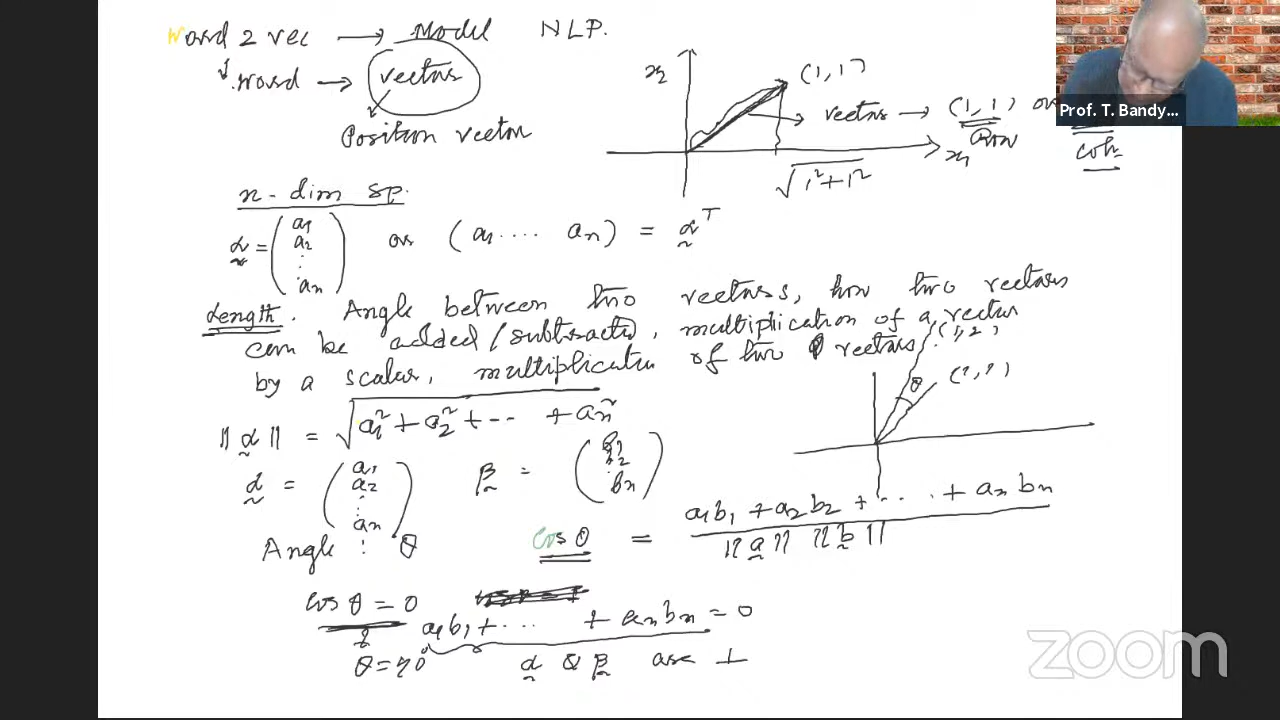 word 2 vec → Model NLP.
↓ word → vectors
Position vector
x2
(1, 1)
vectors → (1, 1) or
row
x1
col.
√1²+1²
Prof. T. Bandy...
n-dim sp.
α = (a1 a2 : an) or (a1 .... an) = α^T
Length. Angle between two vectors, how two vectors
can be added / subtracted, multiplication of a vector
by a scalar, multiplication of two vectors.
(1, 2)
θ
(1, 1)
||α|| = √a1² + a2² + ... + an²
α = (a1 a2 : an) β = (b1 b2 : bn)
Angle : θ cos θ = a1b1 + a2b2 + .... + anbn
||a|| ||b||
cos θ = 0
a1b1 + ... + anbn = 0
θ = 90° α & β are ⊥
zoom